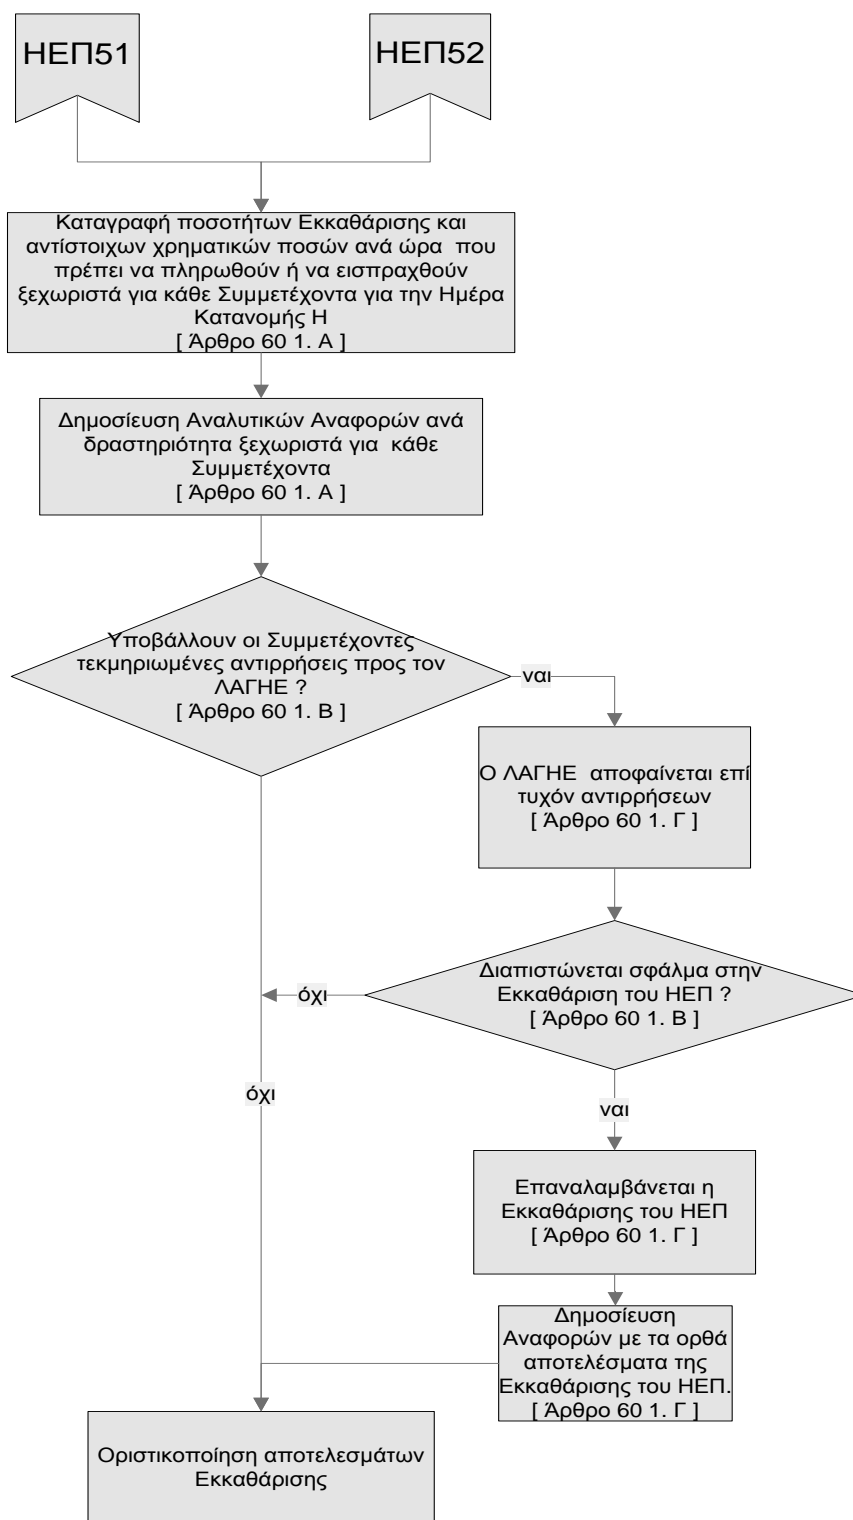 ΗΕΠ51
ΗΕΠ52
Καταγραφή ποσοτήτων Εκκαθάρισης και
αντίστοιχων χρηματικών ποσών ανά ώρα που
πρέπει να πληρωθούν ή να εισπραχθούν
ξεχωριστά για κάθε Συμμετέχοντα για την Ημέρα
Κατανομής Η
[ Άρθρο 60 1. Α ]
Δημοσίευση Αναλυτικών Αναφορών ανά
δραστηριότητα ξεχωριστά για κάθε
Συμμετέχοντα
[ Άρθρο 60 1. Α ]
Υποβάλλουν οι Συμμετέχοντες
τεκμηριωμένες αντιρρήσεις προς τον
ΛΑΓΗΕ ?
[ Άρθρο 60 1. Β ]
ναι
Ο ΛΑΓΗΕ αποφαίνεται επί
τυχόν αντιρρήσεων
[ Άρθρο 60 1. Γ ]
Διαπιστώνεται σφάλμα στην
Εκκαθάριση του ΗΕΠ ?
[ Άρθρο 60 1. Β ]
όχι
όχι
ναι
Επαναλαμβάνεται η
Εκκαθάρισης του ΗΕΠ
[ Άρθρο 60 1. Γ ]
Δημοσίευση
Αναφορών με τα ορθά
αποτελέσματα της
Εκκαθάρισης του ΗΕΠ.
[ Άρθρο 60 1. Γ ]
Οριστικοποίηση αποτελεσμάτων
Εκκαθάρισης